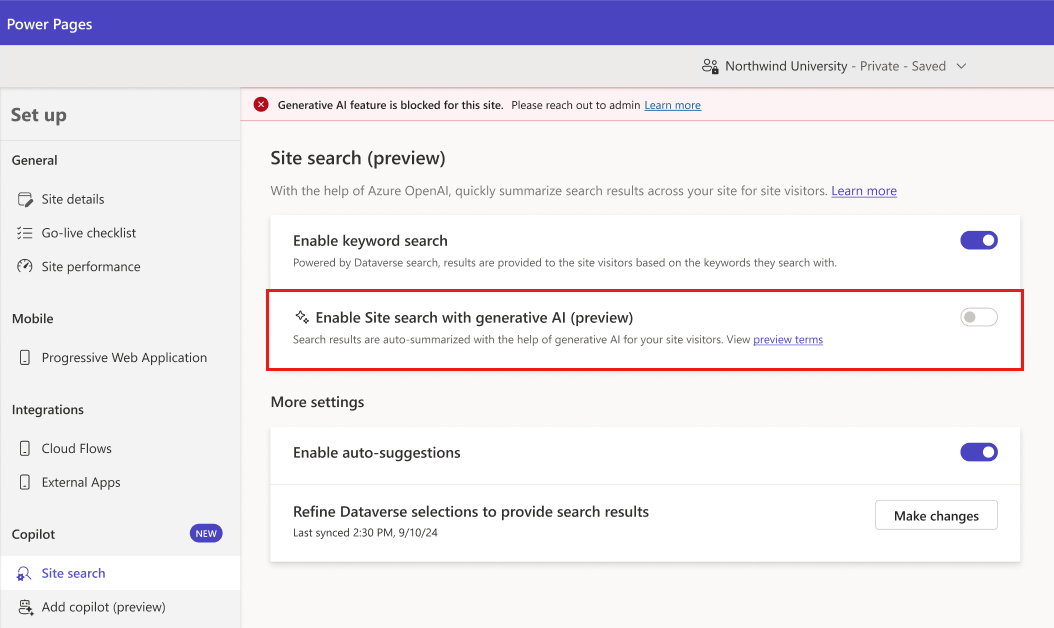 Power Pages
Northwind University - Private - Saved
Set up
Generative AI feature is blocked for this site. Please reach out to admin Learn more
General
Site details
Go-live checklist
Site performance
Mobile
Progressive Web Application
Integrations
Cloud Flows
External Apps
Copilot NEW
Site search
Add copilot (preview)
Site search (preview)
With the help of Azure OpenAI, quickly summarize search results across your site for site visitors. Learn more
Enable keyword search
Powered by Dataverse search, results are provided to the site visitors based on the keywords they search with.
Enable Site search with generative AI (preview)
Search results are auto-summarized with the help of generative AI for your site visitors. View preview terms
More settings
Enable auto-suggestions
Refine Dataverse selections to provide search results
Last synced 2:30 PM, 9/10/24
Make changes